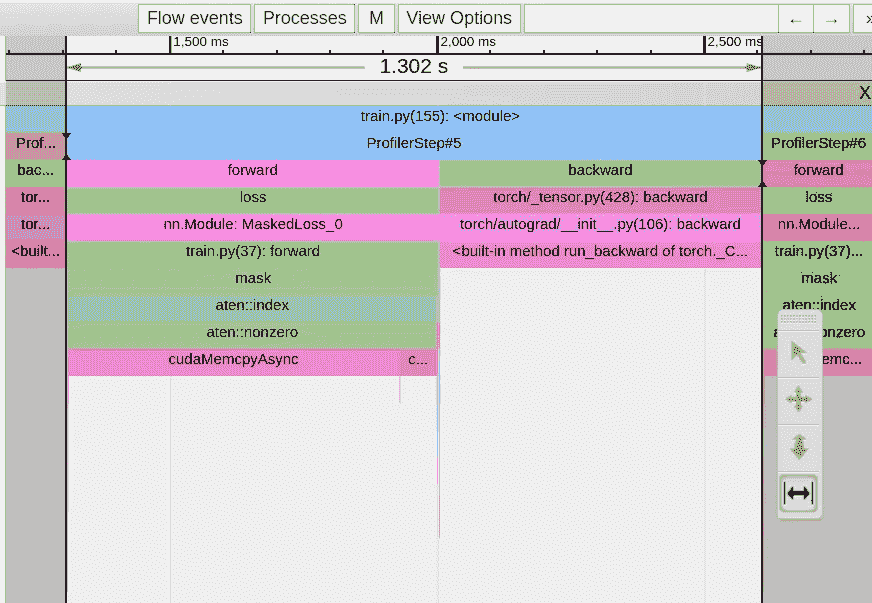 Flow events Processes M View Options ← → »
1,500 ms 2,000 ms 2,500 ms
1.302 s
X
train.py(155): <module>
Prof... ProfilerStep#5 ProfilerStep#6
bac... forward backward forward
tor... loss torch/_tensor.py(428): backward loss
tor... nn.Module: MaskedLoss_0 torch/autograd/__init__.py(106): backward nn.Module...
<built... train.py(37): forward <built-in method run_backward of torch._C... train.py(37)...
mask mask
aten::index aten::index
aten::nonzero onzero
cudaMemcpyAsync c... emc...